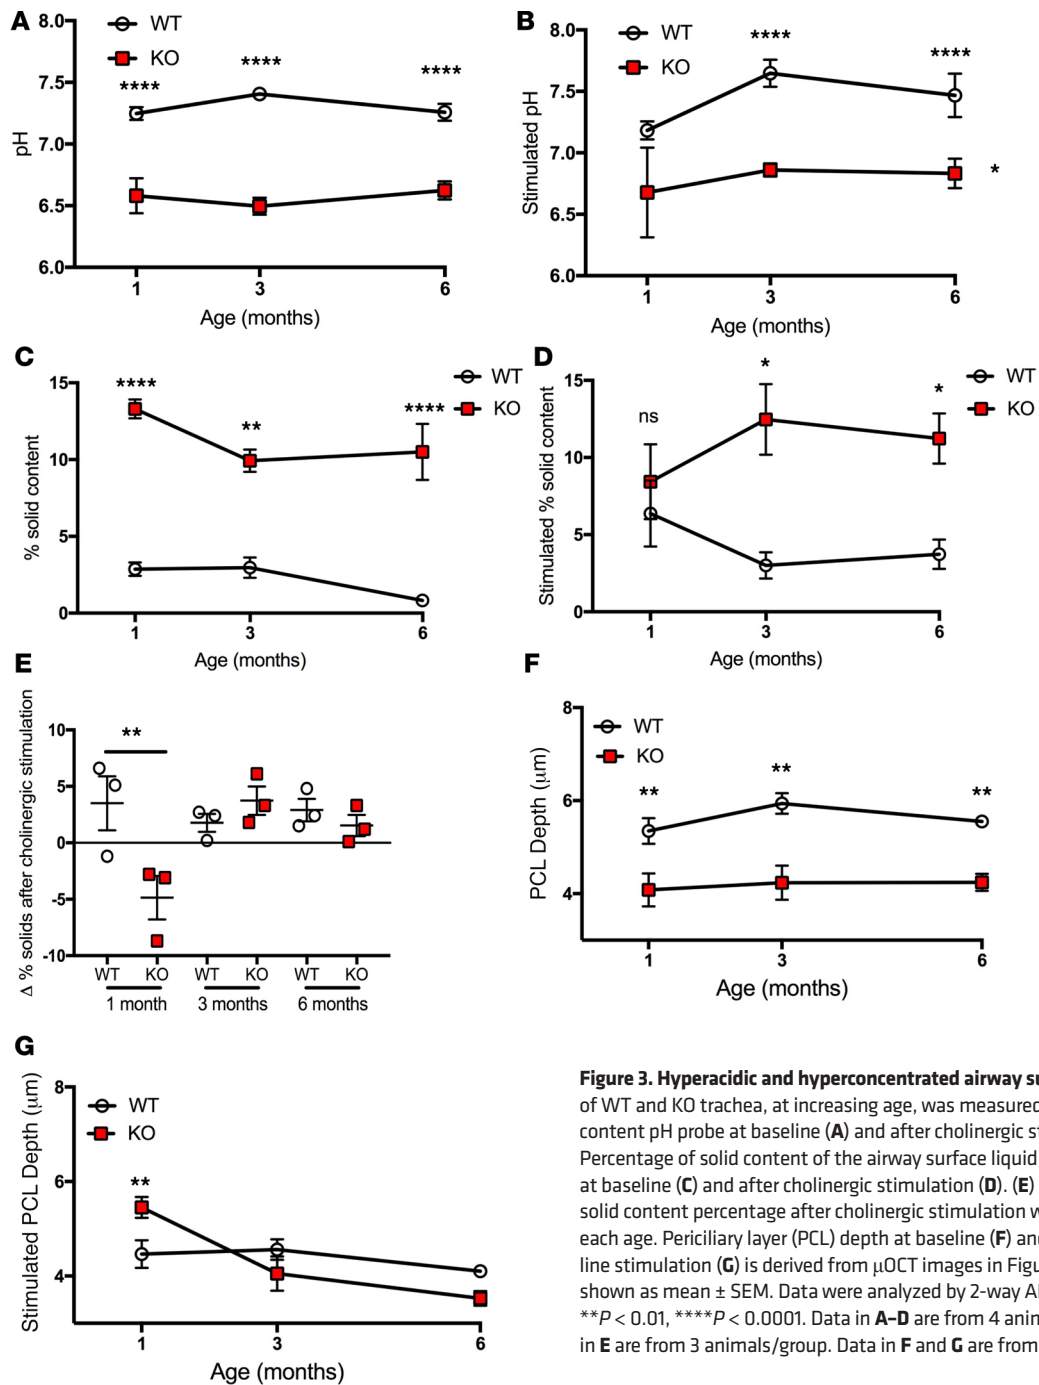 A
8.0
7.5
7.0
6.5
6.0
pH
WT
KO
****
****
****
1
3
6
Age (months)
B
8.0
7.5
7.0
6.5
6.0
Stimulated pH
WT
KO
****
****
*
1
3
6
Age (months)
C
15
10
5
0
% solid content
WT
KO
****
**
****
1
3
6
Age (months)
D
15
10
5
0
Stimulated % solid content
WT
KO
ns
*
*
1
3
6
Age (months)
E
10
5
0
-5
-10
Δ % solids after cholinergic stimulation
**
WT KO WT KO WT KO
1 month 3 months 6 months
F
8
6
4
PCL Depth (μm)
WT
KO
**
**
**
1
3
6
Age (months)
G
8
6
4
Stimulated PCL Depth (μm)
WT
KO
**
1
3
6
Age (months)
Figure 3. Hyperacidic and hyperconcentrated airway su
of WT and KO trachea, at increasing age, was measured
content pH probe at baseline (A) and after cholinergic st
Percentage of solid content of the airway surface liquid
at baseline (C) and after cholinergic stimulation (D). (E)
solid content percentage after cholinergic stimulation w
each age. Periciliary layer (PCL) depth at baseline (F) and
line stimulation (G) is derived from μOCT images in Figu
shown as mean ± SEM. Data were analyzed by 2-way AN
**P < 0.01, ****P < 0.0001. Data in A–D are from 4 anim
in E are from 3 animals/group. Data in F and G are from